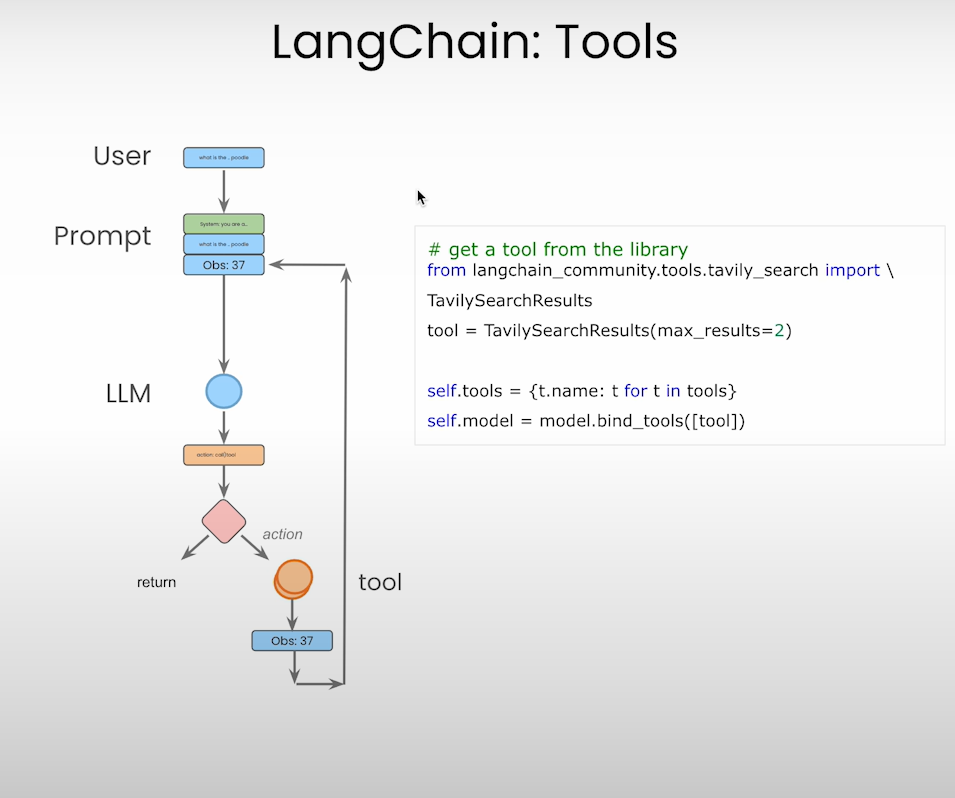 LangChain: Tools
User
what is the .. poodle
Prompt
System: you are a..
what is the .. poodle
Obs: 37
LLM
action: call)tool
action
return
tool
Obs: 37
# get a tool from the library
from langchain_community.tools.tavily_search import \
TavilySearchResults
tool = TavilySearchResults(max_results=2)
self.tools = {t.name: t for t in tools}
self.model = model.bind_tools([tool])